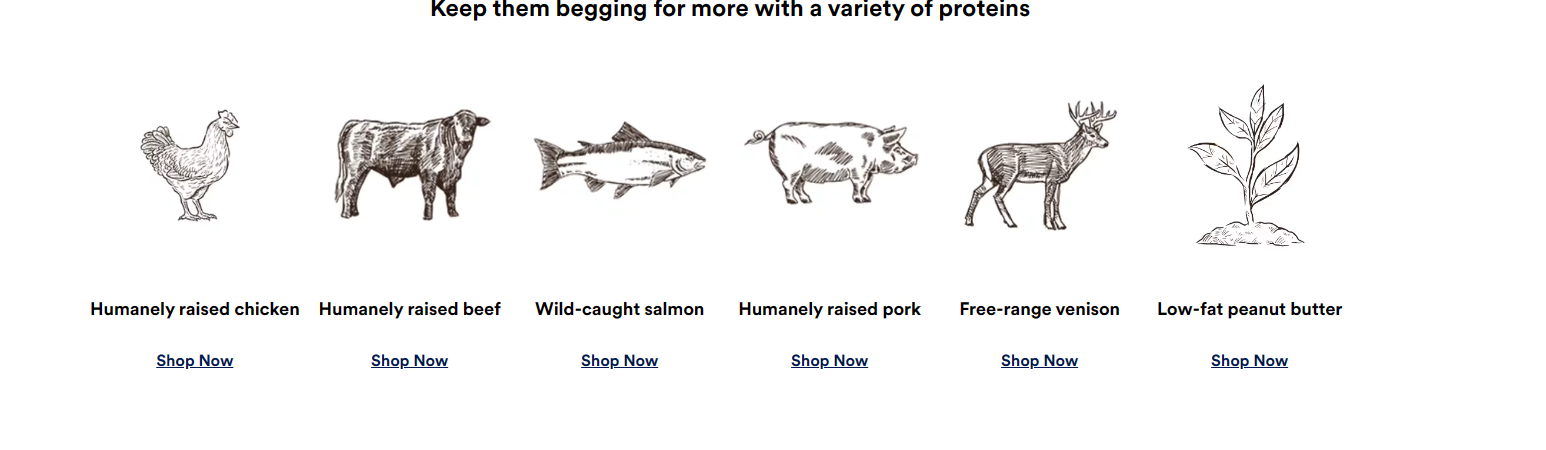 Keep them begging for more with a variety of proteins
Humanely raised chicken
Humanely raised beef
Wild-caught salmon
Humanely raised pork
Free-range venison
Low-fat peanut butter
Shop Now
Shop Now
Shop Now
Shop Now
Shop Now
Shop Now